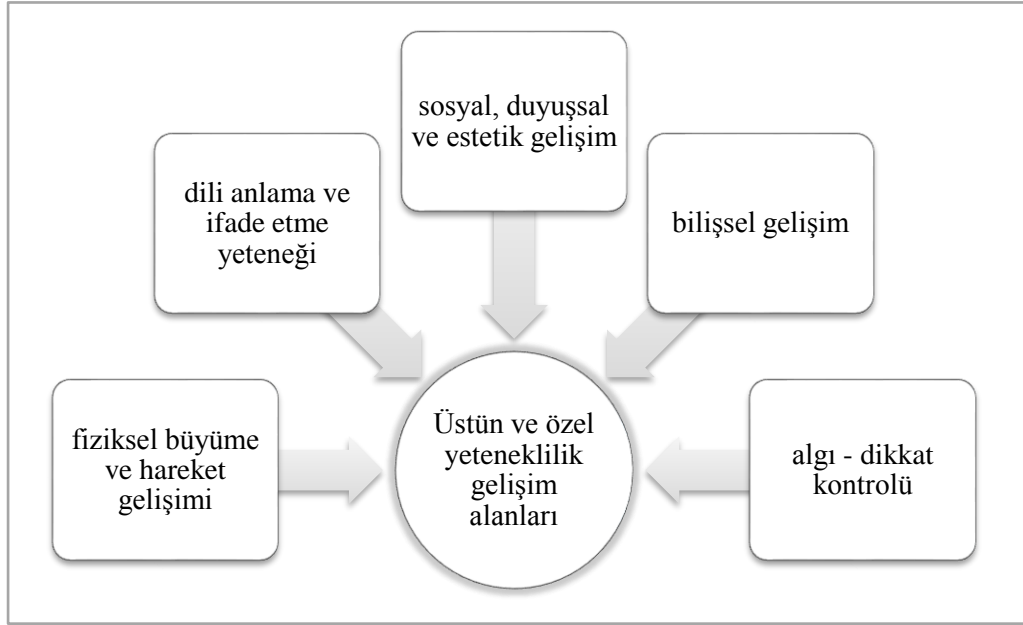 sosyal, duyuşsal
ve estetik gelişim
dili anlama ve
ifade etme
yeteneği
bilişsel gelişim
fiziksel büyüme
ve hareket
gelişimi
Üstün ve özel
yeteneklilik
gelişim
alanları
algı - dikkat
kontrolü